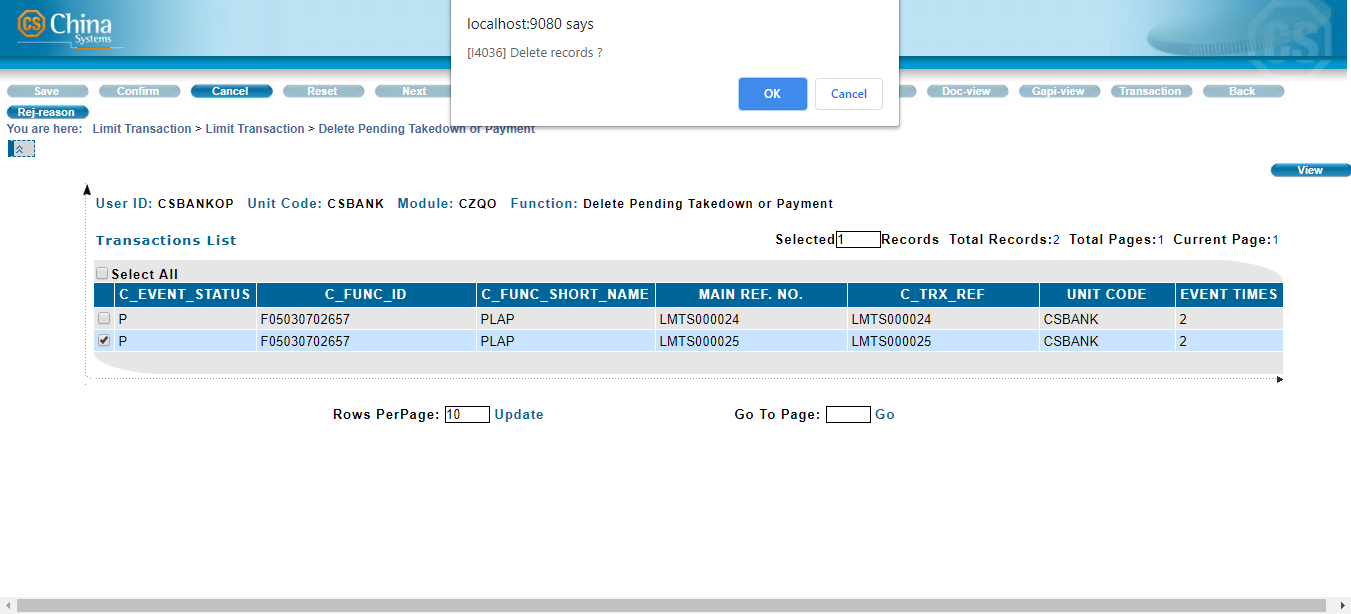 CS China
Systems
localhost:9080 says
[I4036] Delete records ?
OK Cancel
Save Confirm Cancel Reset Next Doc-view Gapi-view Transaction Back
Rej-reason
You are here: Limit Transaction > Limit Transaction > Delete Pending Takedown or Payment
View
User ID: CSBANKOP Unit Code: CSBANK Module: CZQO Function: Delete Pending Takedown or Payment
Transactions List Selected 1 Records Total Records:2 Total Pages:1 Current Page:1
Select All
C_EVENT_STATUS C_FUNC_ID C_FUNC_SHORT_NAME MAIN REF. NO. C_TRX_REF UNIT CODE EVENT TIMES
P F05030702657 PLAP LMTS000024 LMTS000024 CSBANK 2
P F05030702657 PLAP LMTS000025 LMTS000025 CSBANK 2
Rows PerPage: 10 Update Go To Page: Go